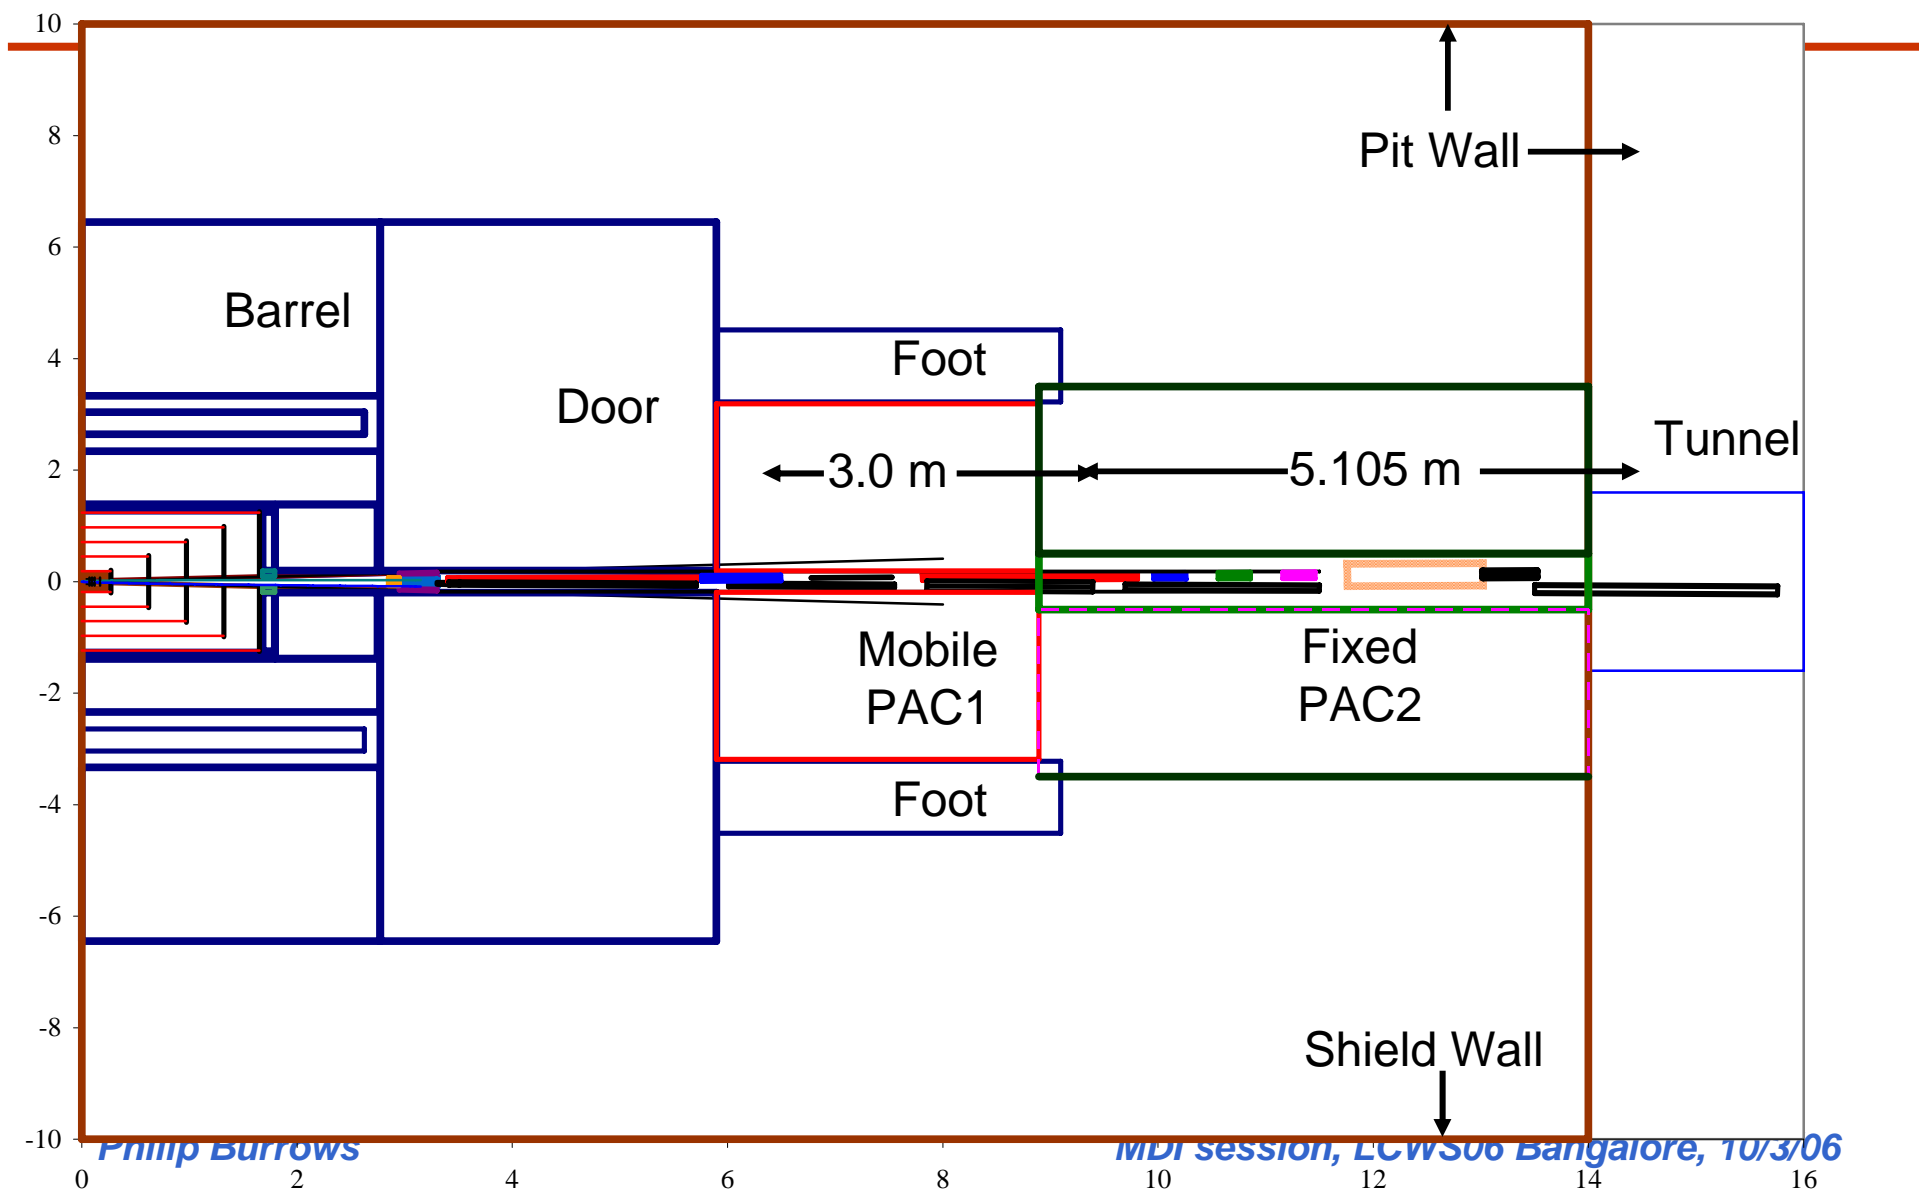 10
8
Pit Wall
6
Barrel
4
Foot
Door
Tunnel
2
3.0 m
5.105 m
0
Mobile
PAC1
Fixed
PAC2
-2
-4
Foot
-6
-8
Shield Wall
-10
Philip Burrows
MDI session, LCWS06 Bangalore, 10/3/06
0 2 4 6 8 10 12 14 16